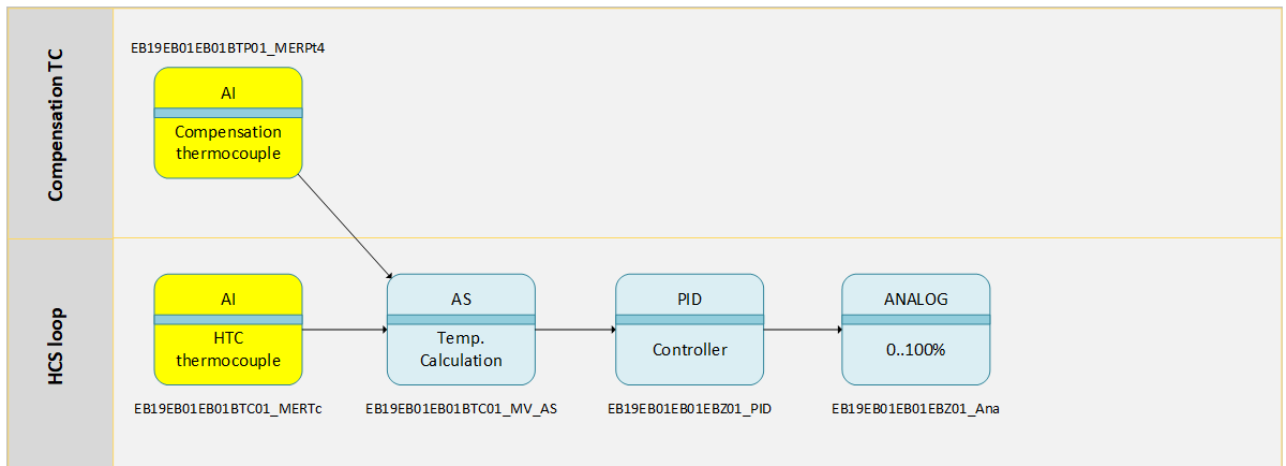 Compensation TC
EB19EB01EB01BTP01_MERPt4
AI
Compensation
thermocouple
HCS loop
AI
HTC
thermocouple
EB19EB01EB01BTC01_MERTc
AS
Temp.
Calculation
EB19EB01EB01BTC01_MV_AS
PID
Controller
EB19EB01EB01EBZ01_PID
ANALOG
0..100%
EB19EB01EB01EBZ01_Ana